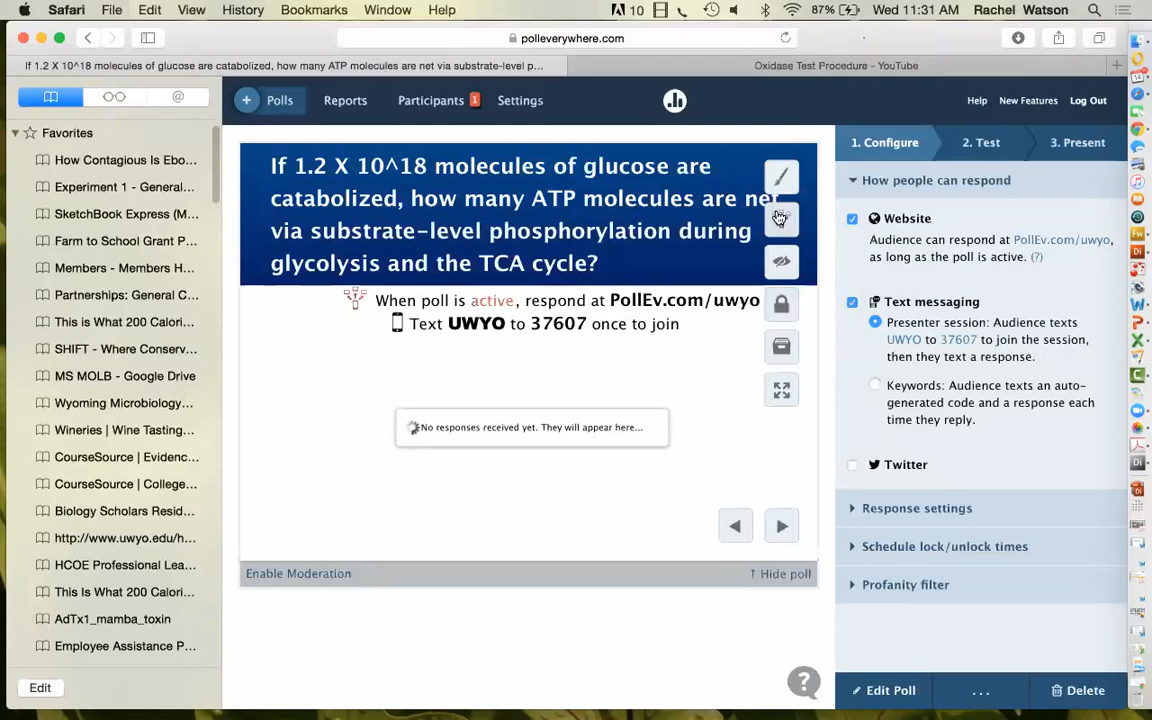 Safari File Edit View History Bookmarks Window Help 10 87% Wed 11:31 AM Rachel Watson
polleverywhere.com
If 1.2 X 10^18 molecules of glucose are catabolized, how many ATP molecules are net via substrate-level p... Oxidase Test Procedure - YouTube
Favorites
How Contagious Is Ebo...
Experiment 1 - General...
SketchBook Express (M...
Farm to School Grant P...
Members - Members H...
Partnerships: General C...
This is What 200 Calori...
SHIFT - Where Conserv...
MS MOLB - Google Drive
Wyoming Microbiology...
Wineries | Wine Tasting...
CourseSource | Evidenc...
CourseSource | College...
Biology Scholars Resid...
http://www.uwyo.edu/h...
HCOE Professional Lea...
This Is What 200 Calori...
AdTx1_mamba_toxin
Employee Assistance P...
Edit
+ Polls Reports Participants 1 Settings Help New Features Log Out
If 1.2 X 10^18 molecules of glucose are
catabolized, how many ATP molecules are net
via substrate-level phosphorylation during
glycolysis and the TCA cycle?
When poll is active, respond at PollEv.com/uwyo
Text UWYO to 37607 once to join
No responses received yet. They will appear here...
Enable Moderation ↑ Hide poll
?
1. Configure 2. Test 3. Present
How people can respond
Website
Audience can respond at PollEv.com/uwyo,
as long as the poll is active. (?)
Text messaging
Presenter session: Audience texts
UWYO to 37607 to join the session,
then they text a response.
Keywords: Audience texts an auto-
generated code and a response each
time they reply.
Twitter
Response settings
Schedule lock/unlock times
Profanity filter
Edit Poll ... Delete